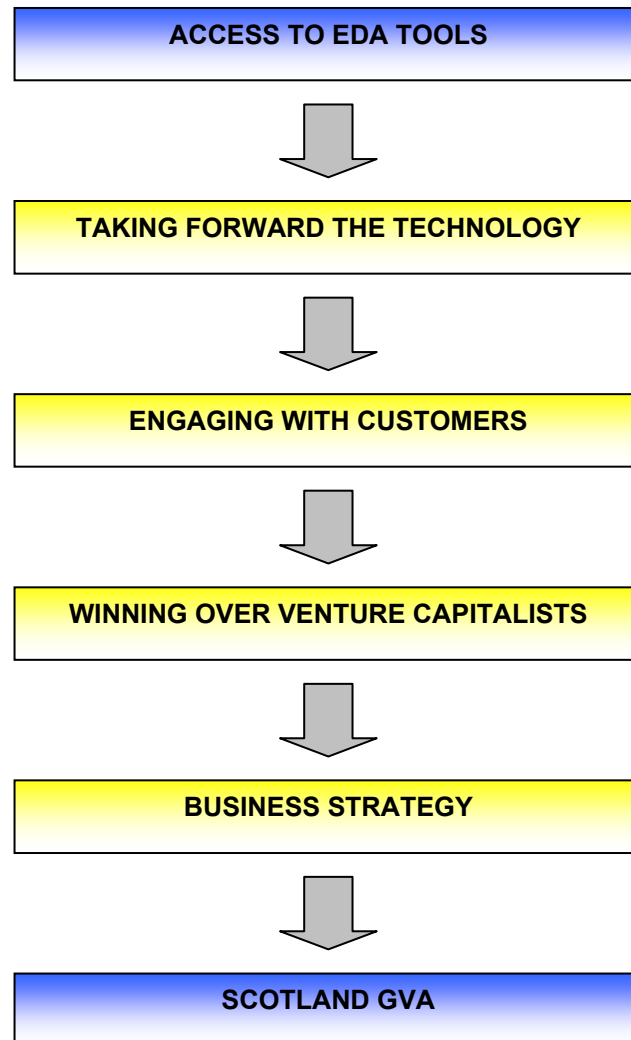 ACCESS TO EDA TOOLS
TAKING FORWARD THE TECHNOLOGY
ENGAGING WITH CUSTOMERS
WINNING OVER VENTURE CAPITALISTS
BUSINESS STRATEGY
SCOTLAND GVA